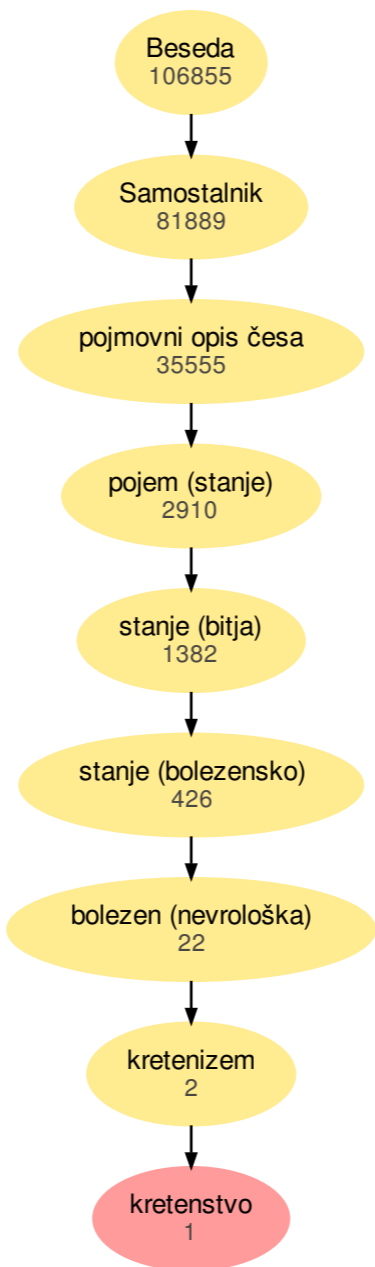 Beseda
106855
Samostalnik
81889
pojmovni opis česa
35555
pojem (stanje)
2910
stanje (bitja)
1382
stanje (bolezensko)
426
bolezen (nevrološka)
22
kretenizem
2
kretenstvo
1